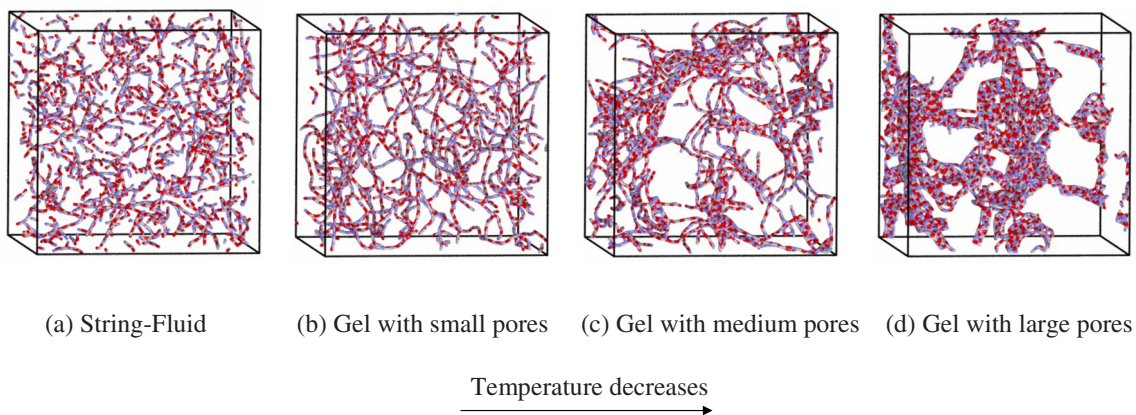 (a) String-Fluid
(b) Gel with small pores
(c) Gel with medium pores
(d) Gel with large pores
Temperature decreases